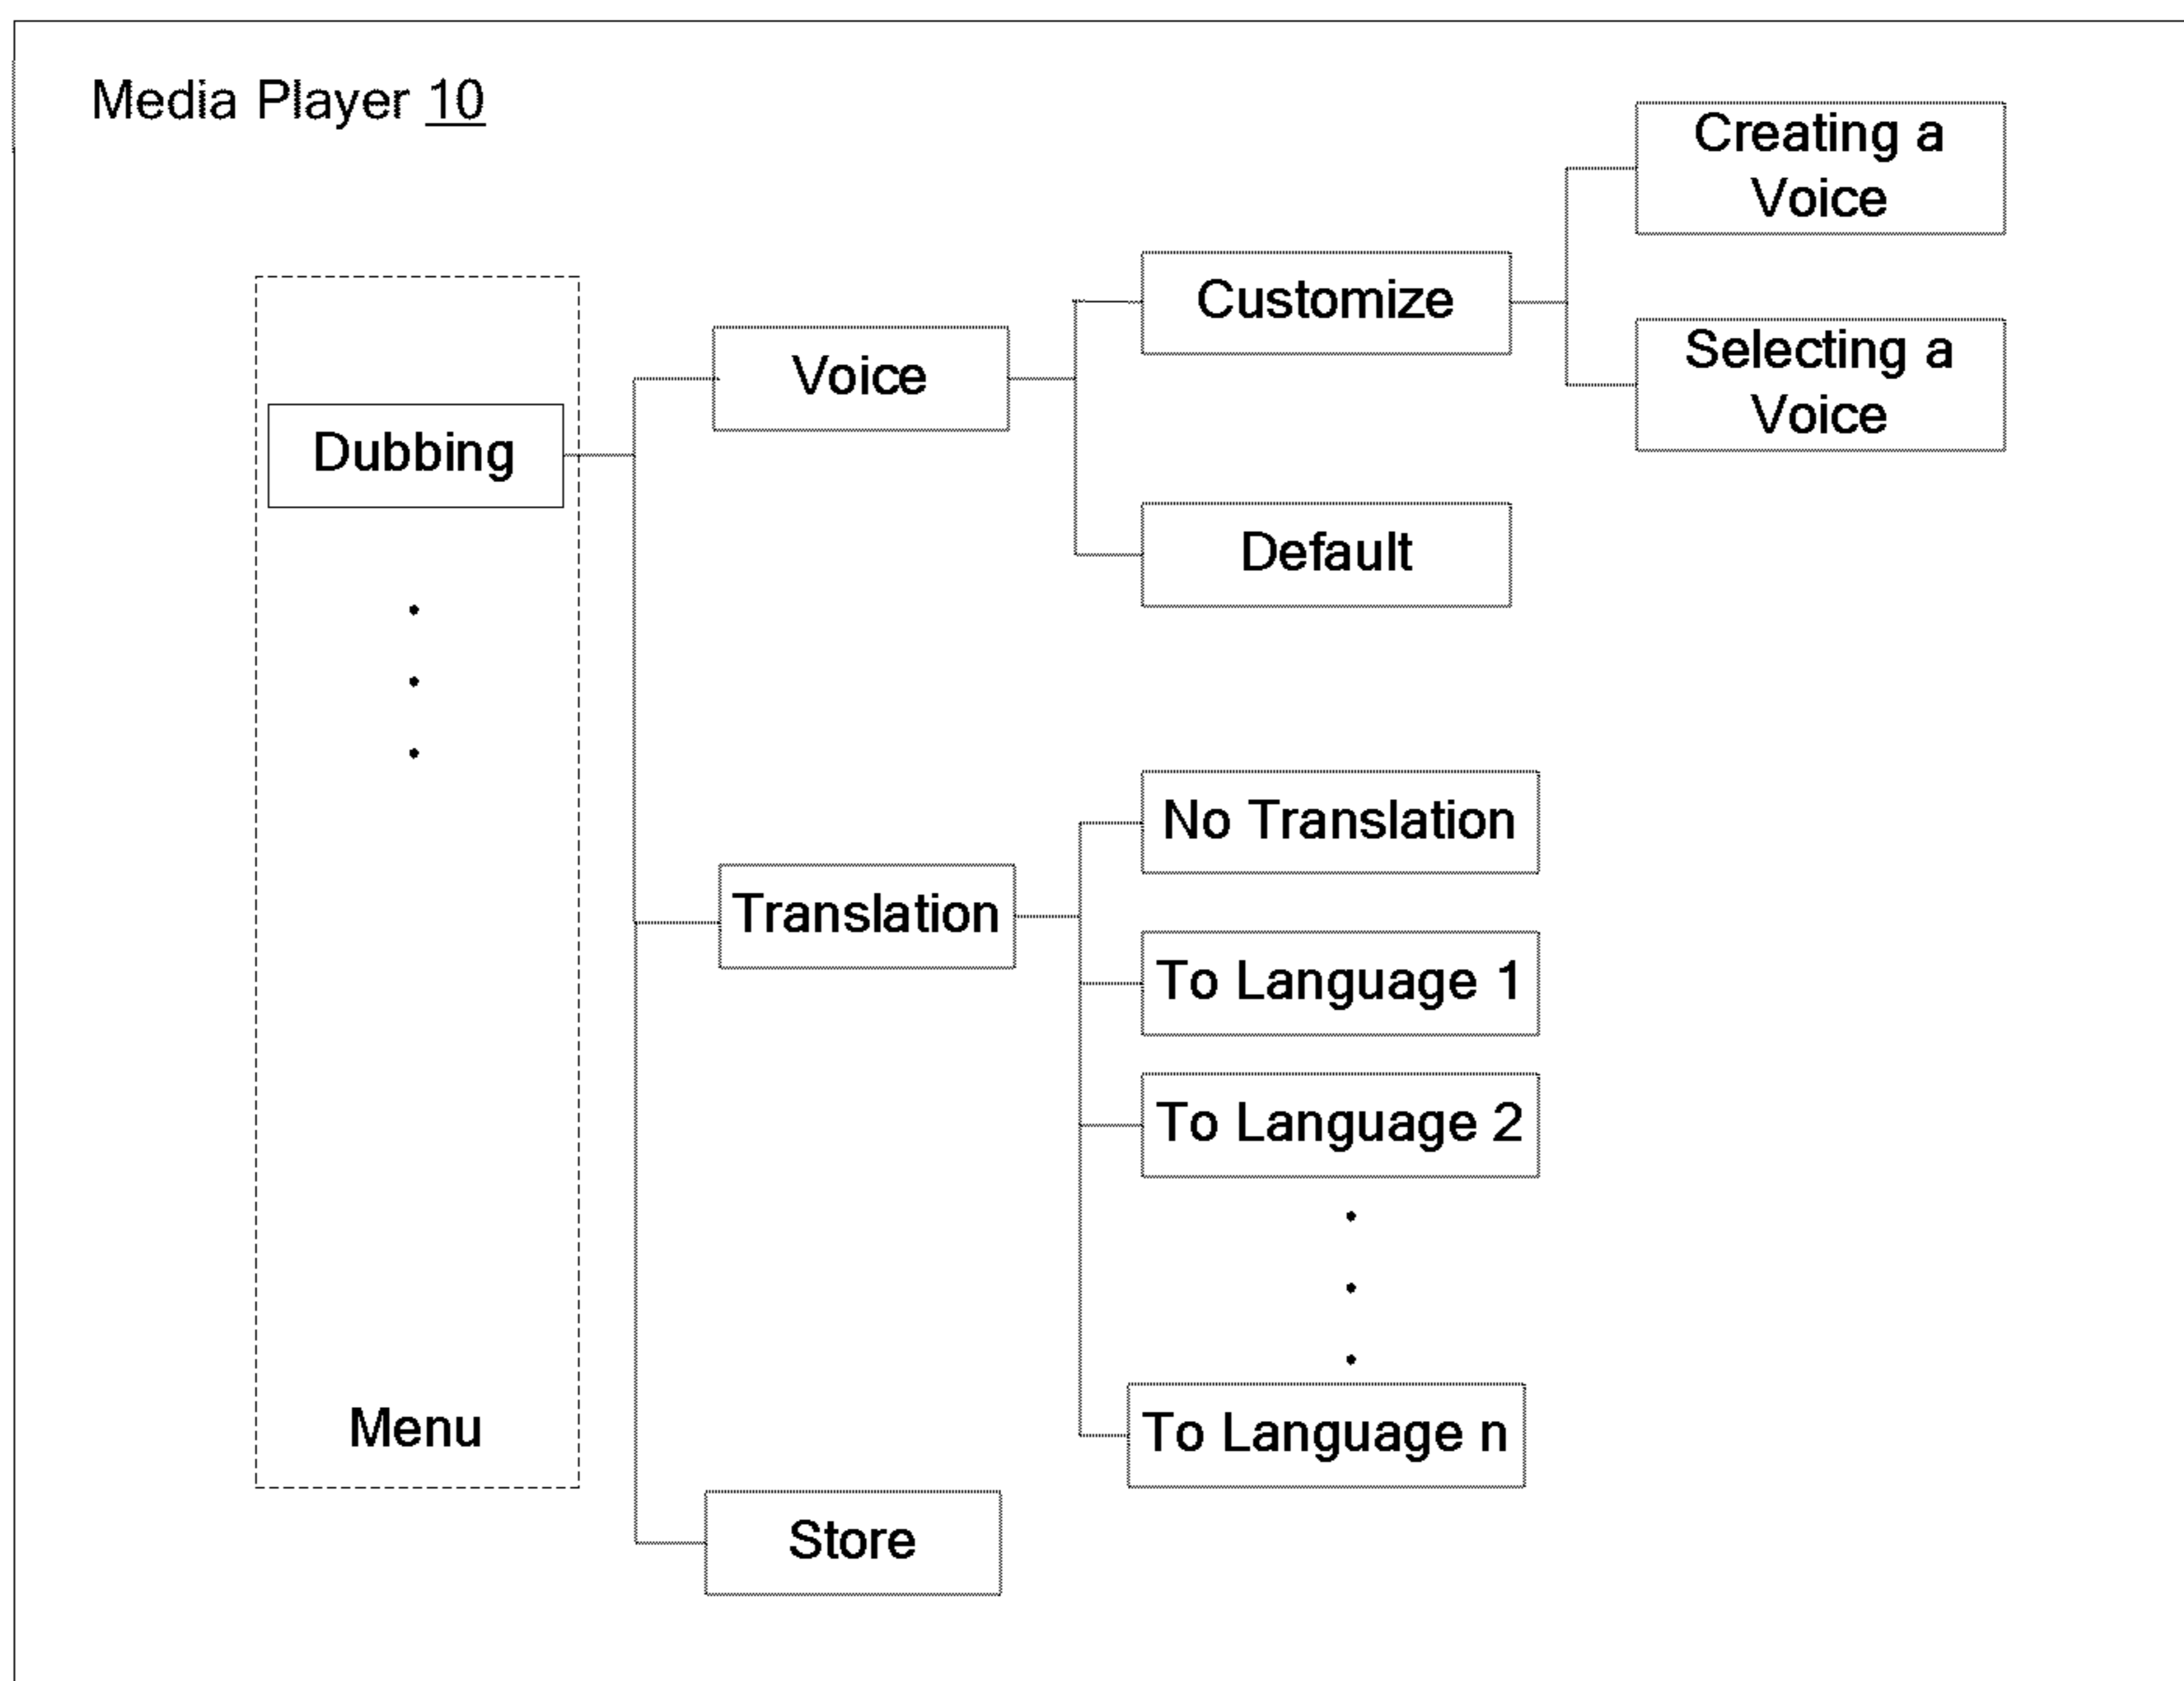 Media Player 10
Creating a
Voice
Customize
Selecting a
Voice
Voice
Dubbing
Default
No Translation
Translation
To Language 1
To Language 2
To Language n
Menu
Store